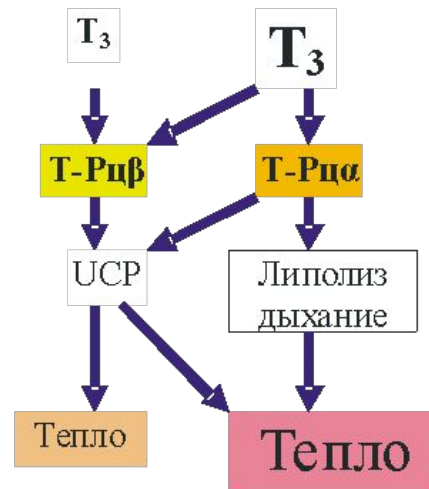 T₃
T₃
Т-Рцβ
Т-Рцα
UCP
Липолиз
дыхание
Тепло
Тепло